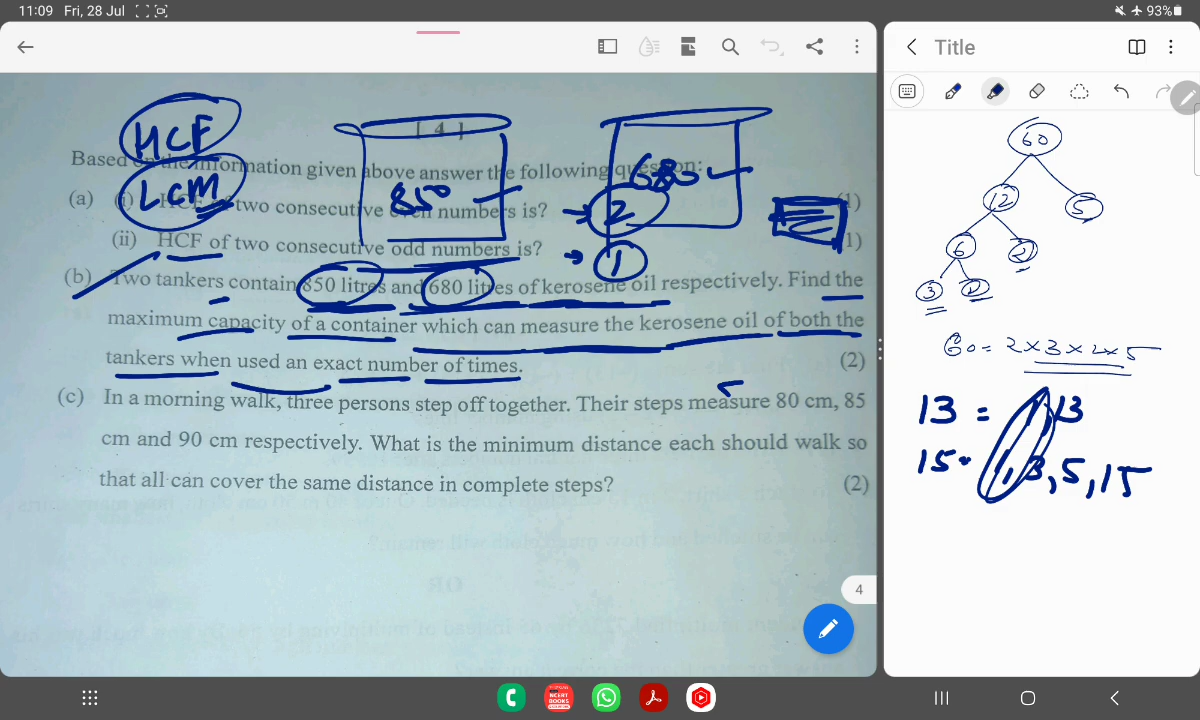 11:09 Fri, 28 Jul
93%
Title
HCF
LCM
[ 4 ]
850
680
Based on the information given above answer the following question:
(a) (i) HCF of two consecutive even numbers is? → 2 (1)
(ii) HCF of two consecutive odd numbers is? → 1 (1)
(b) Two tankers contain 850 litres and 680 litres of kerosene oil respectively. Find the
maximum capacity of a container which can measure the kerosene oil of both the
tankers when used an exact number of times. (2)
(c) In a morning walk, three persons step off together. Their steps measure 80 cm, 85
cm and 90 cm respectively. What is the minimum distance each should walk so
that all can cover the same distance in complete steps? (2)
OR
4
60
12 5
6 2
3 2
60 = 2×3×2×5
13 = 1, 13
15 = 1, 3, 5, 15
NCERT
BOOKS